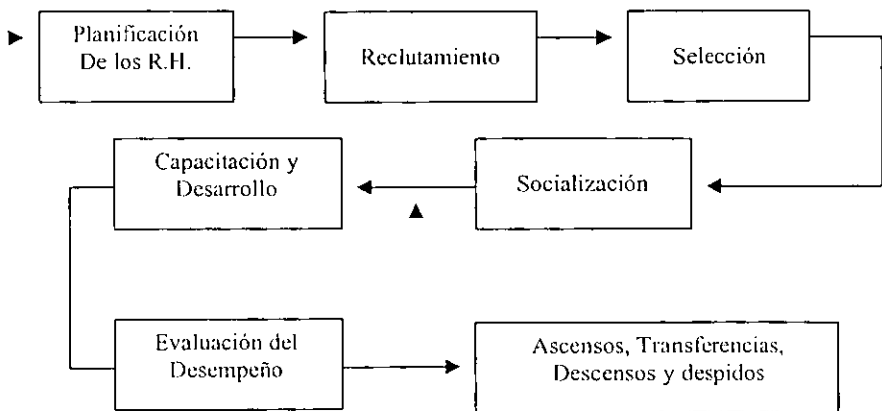 Planificación
De los R.H.
Reclutamiento
Selección
Capacitación y
Desarrollo
Socialización
Evaluación del
Desempeño
Ascensos, Transferencias,
Descensos y despidos